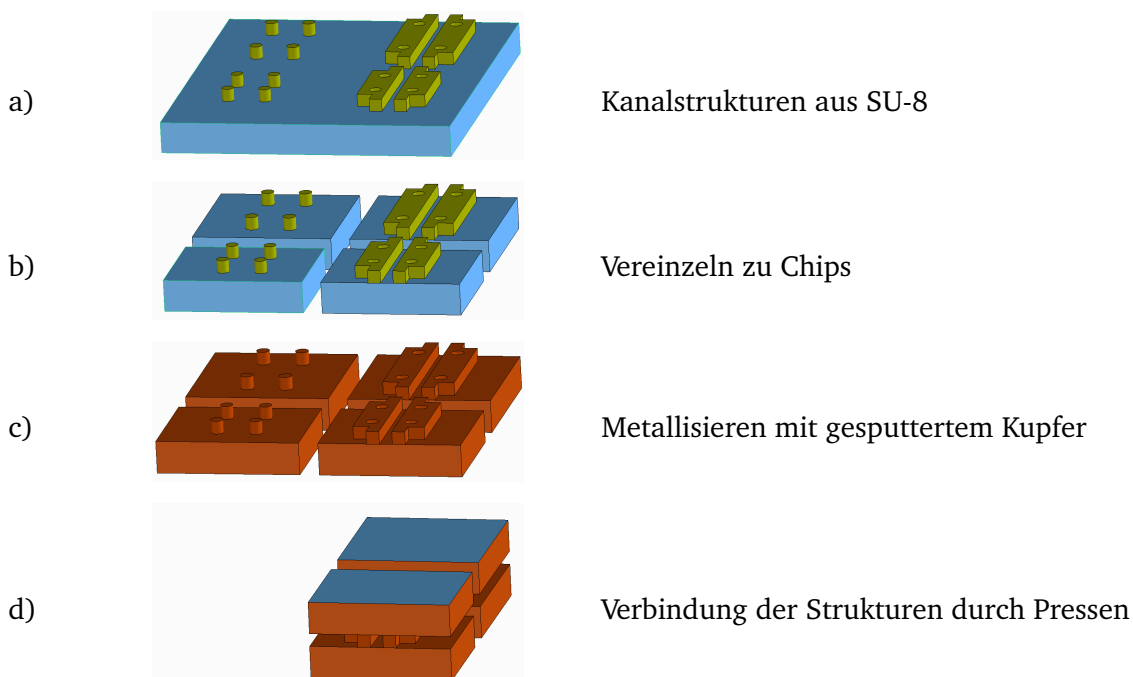 a) Kanalstrukturen aus SU-8
b) Vereinzeln zu Chips
c) Metallisieren mit gesputtertem Kupfer
d) Verbindung der Strukturen durch Pressen